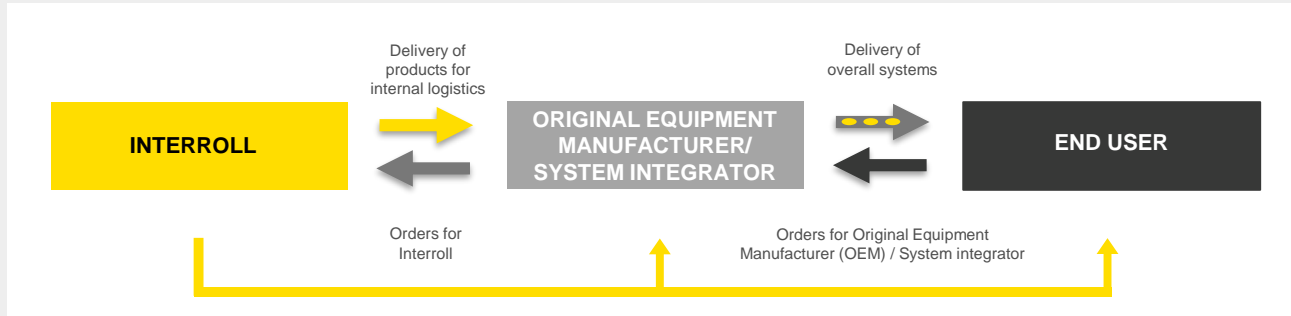 Delivery of
products for
internal logistics
Delivery of
overall systems
INTERROLL
ORIGINAL EQUIPMENT
MANUFACTURER/
SYSTEM INTEGRATOR
END USER
Orders for
Interroll
Orders for Original Equipment
Manufacturer (OEM) / System integrator